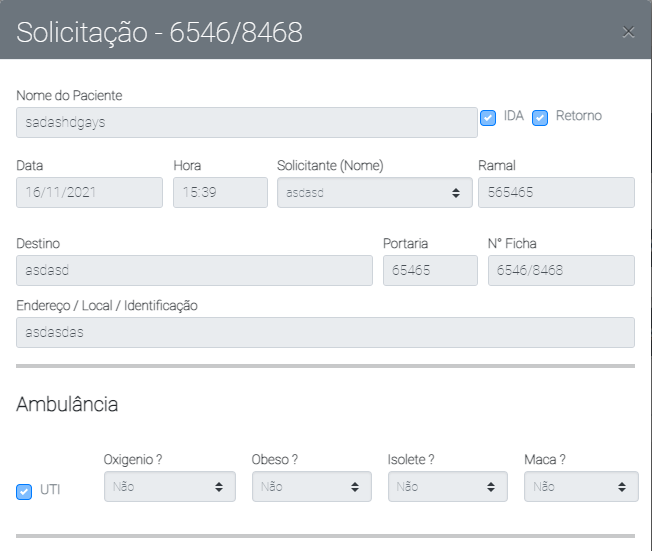 Solicitação - 6546/8468 ×
Nome do Paciente
sadashdgays IDA Retorno
Data Hora Solicitante (Nome) Ramal
16/11/2021 15:39 asdasd 565465
Destino Portaria N° Ficha
asdasd 65465 6546/8468
Endereço / Local / Identificação
asdasdas
Ambulância
Oxigenio ? Obeso ? Isolete ? Maca ?
UTI Não Não Não Não